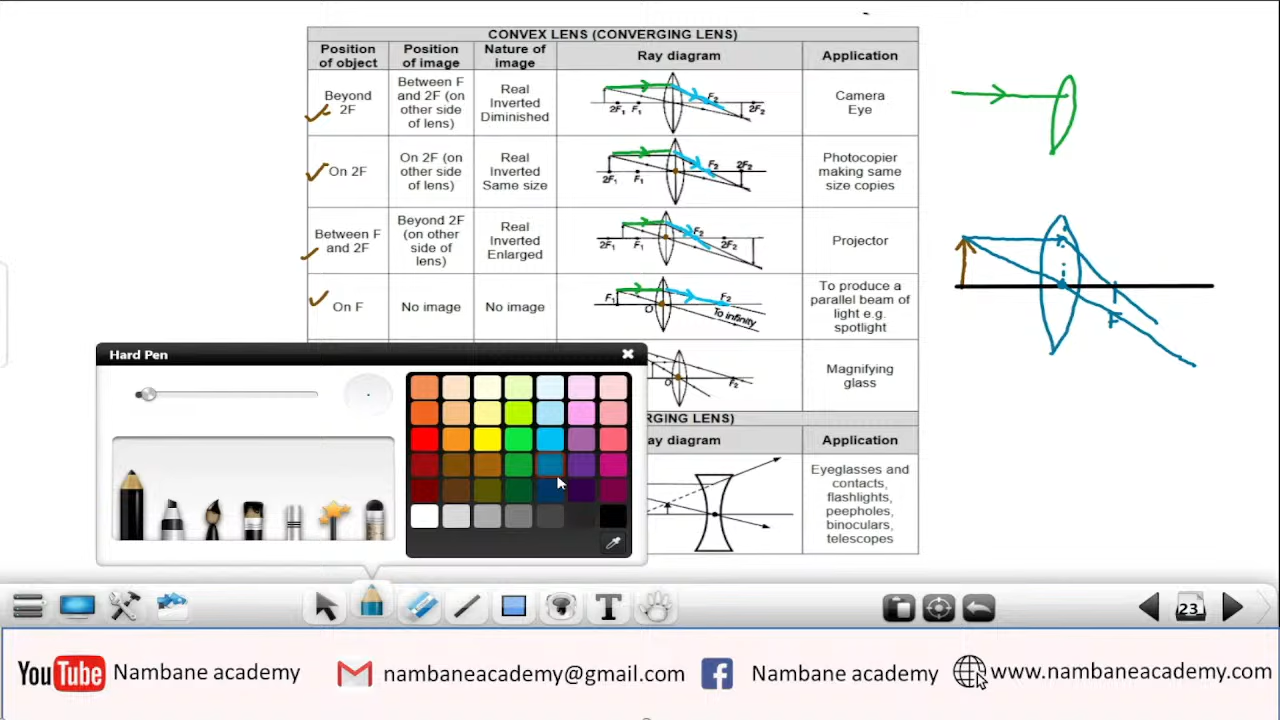 CONVEX LENS (CONVERGING LENS)
Position of object
Position of image
Nature of image
Ray diagram
Application
Beyond 2F
Between F and 2F (on other side of lens)
Real Inverted Diminished
2F₁ F₁ F₂ 2F₂
Camera Eye
On 2F
On 2F (on other side of lens)
Real Inverted Same size
2F₁ F₁ F₂ 2F₂
Photocopier making same size copies
Between F and 2F
Beyond 2F (on other side of lens)
Real Inverted Enlarged
2F₁ F₁ F₂ 2F₂
Projector
On F
No image
No image
F₁ O F₂ To infinity
To produce a parallel beam of light e.g. spotlight
O F₂
Magnifying glass
RGING LENS)
ay diagram
Application
Eyeglasses and contacts, flashlights, peepholes, binoculars, telescopes
F
Hard Pen
T
23
YouTube Nambane academy
nambaneacademy@gmail.com
Nambane academy
www.nambaneacademy.com